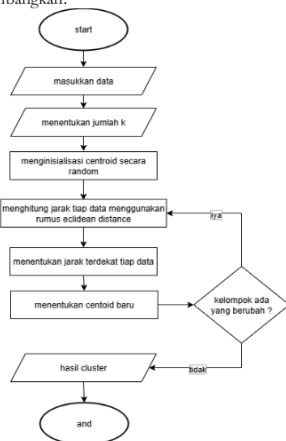 start
masukkan data
menentukan jumlah k
menginisialisasi centroid secara
random
menghitung jarak tiap data menggunakan
rumus eclidean distance
iya
menentukan jarak terdekat tiap data
menentukan centoid baru
kelompok ada
yang berubah ?
hasil cluster
tidak
and